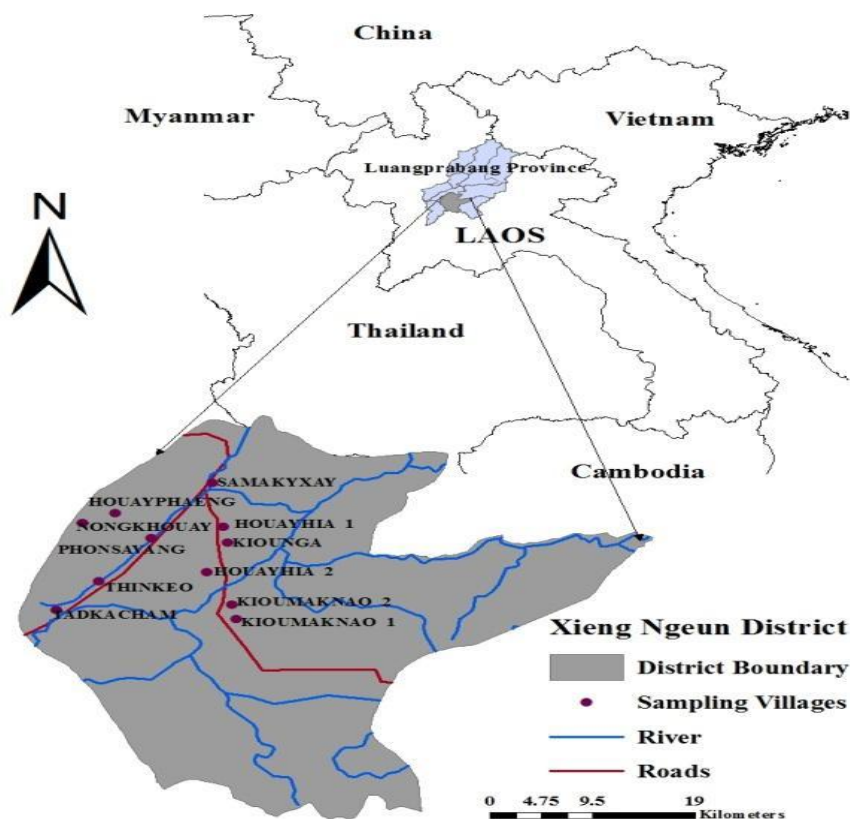 China
Myanmar
Vietnam
Luangprabang Province
N
LAOS
Thailand
Cambodia
SAMAKYXAY
HOUAYPHAENG
NONGKHOUAY
HOUAYHIA 1
PHONSAYANG
KIOUNGA
HOUAYHIA 2
THINKEO
KIOUMAKNAO 2
TADKACHAM
KIOUMAKNAO 1
Xieng Ngeun District
District Boundary
Sampling Villages
River
Roads
0 4.75 9.5 19
Kilometers